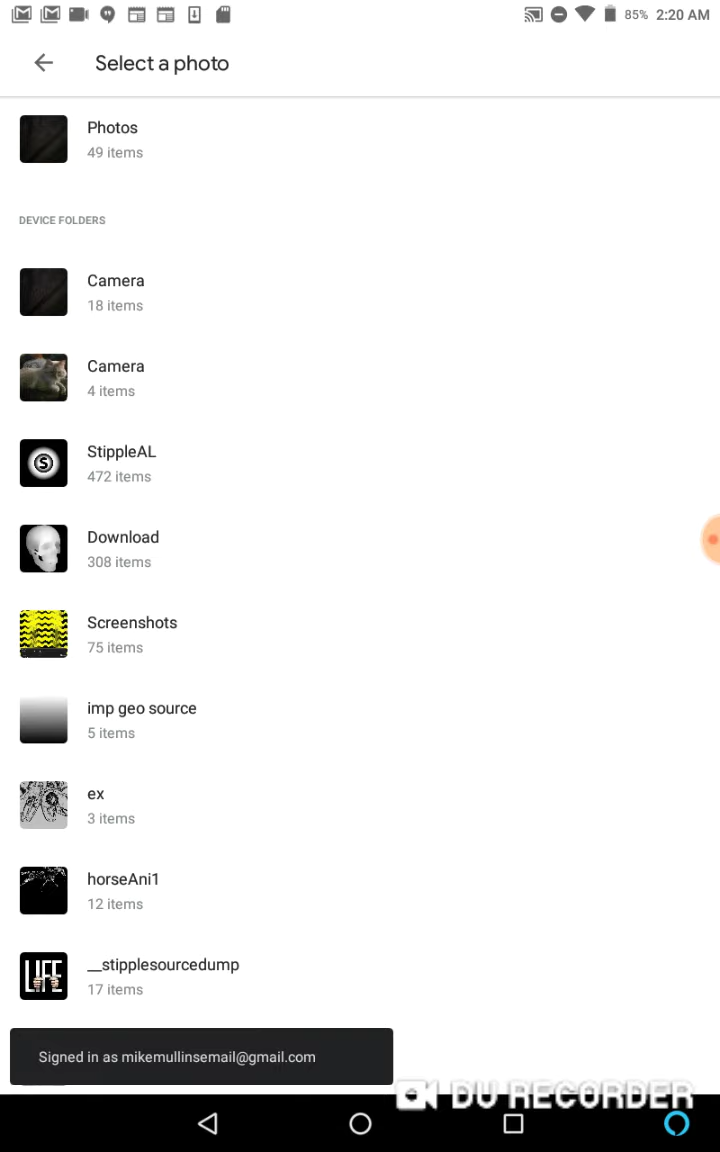 85% 2:20 AM
Select a photo
Photos
49 items
DEVICE FOLDERS
Camera
18 items
Camera
4 items
S
StippleAL
472 items
Download
308 items
Screenshots
75 items
imp geo source
5 items
ex
3 items
horseAni1
12 items
LIFE
__stipplesourcedump
17 items
Signed in as mikemullinsemail@gmail.com
DU RECORDER